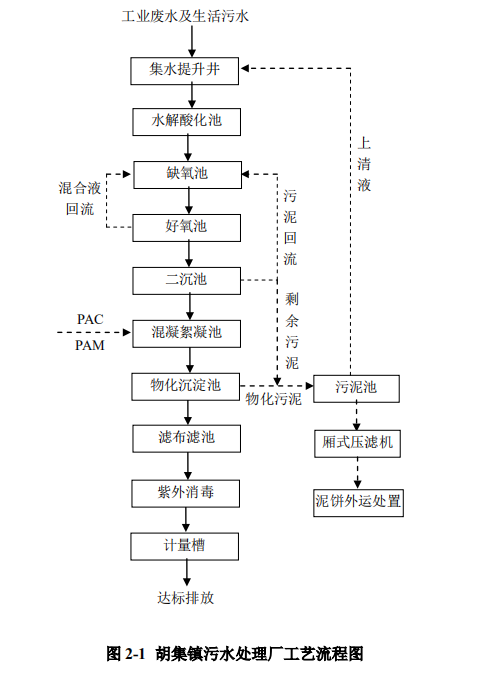 工业废水及生活污水
集水提升井
水解酸化池
上清液
缺氧池
混合液
回流
污泥回流
好氧池
二沉池
剩余污泥
PAC
PAM
混凝絮凝池
物化沉淀池
物化污泥
污泥池
滤布滤池
厢式压滤机
紫外消毒
泥饼外运处置
计量槽
达标排放
图 2-1 胡集镇污水处理厂工艺流程图